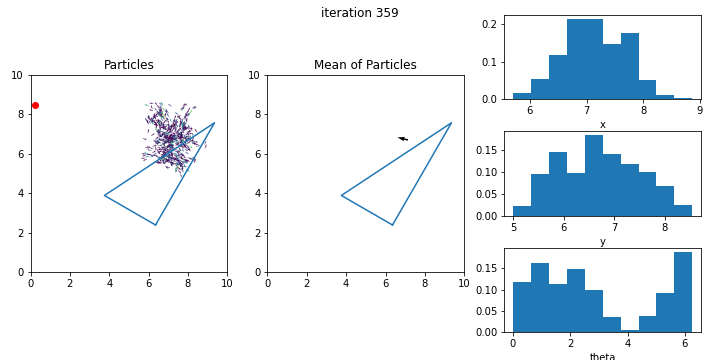 iteration 359
Particles
10
8
6
4
2
0
0 2 4 6 8 10
Mean of Particles
10
8
6
4
2
0
0 2 4 6 8 10
0.2
0.1
0.0
6 7 8 9
x
0.15
0.10
0.05
0.00
5 6 7 8
y
0.15
0.10
0.05
0.00
0 2 4 6
theta